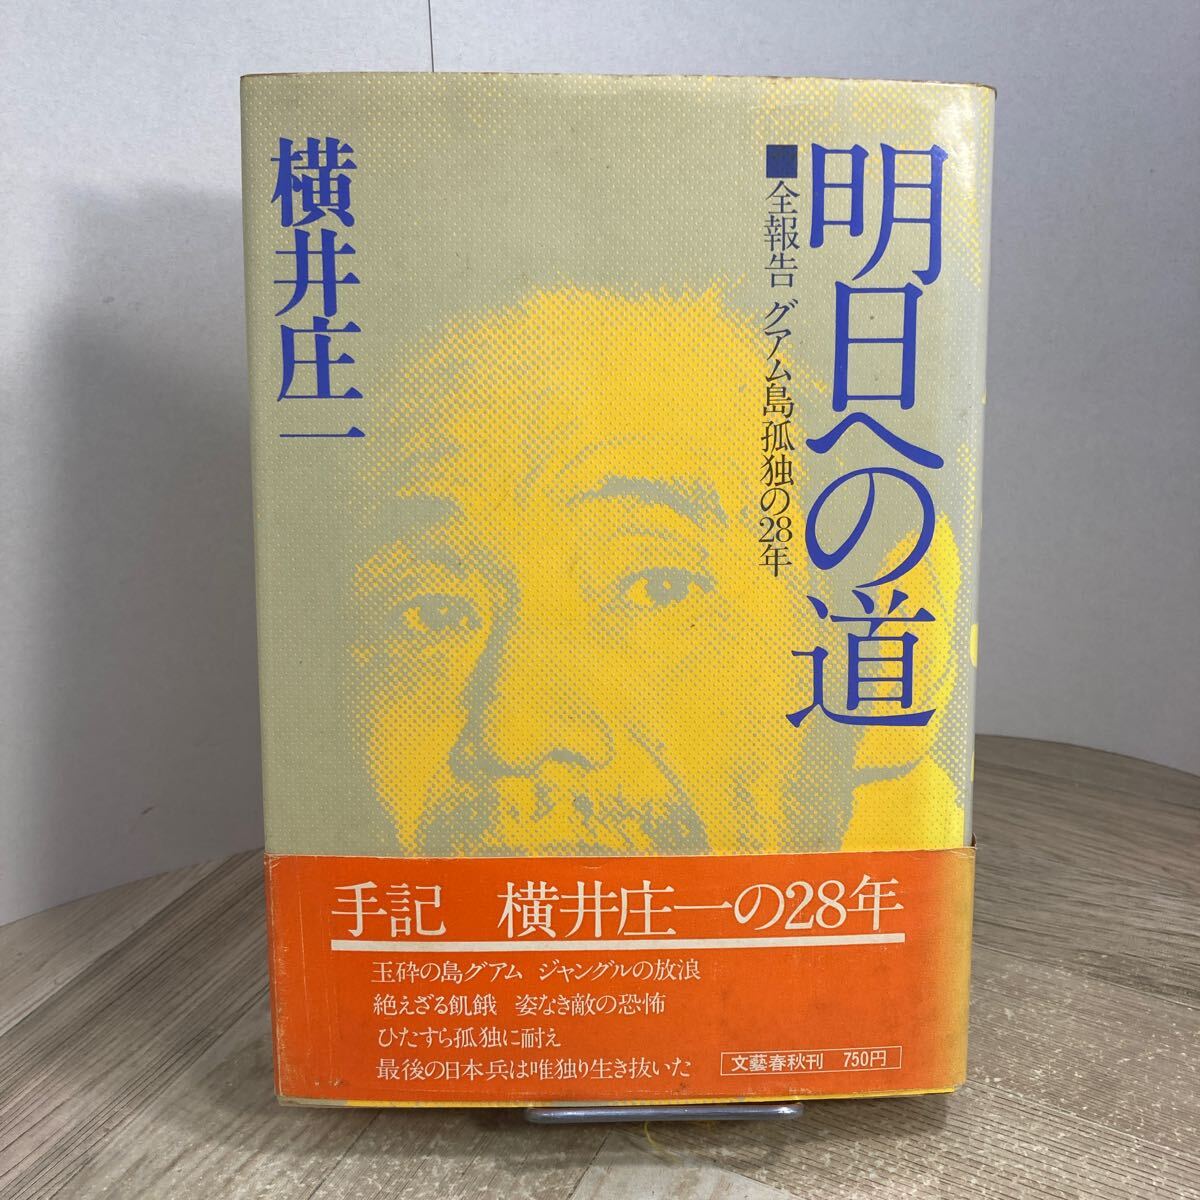 明日への道
■全報告 グアム島孤独の28年
横井庄一
手記 横井庄一の28年
玉砕の島グアム ジャングルの放浪
絶えざる飢餓 姿なき敵の恐怖
ひたすら孤独に耐え
最後の日本兵は唯独り生き抜いた
文藝春秋刊 750円